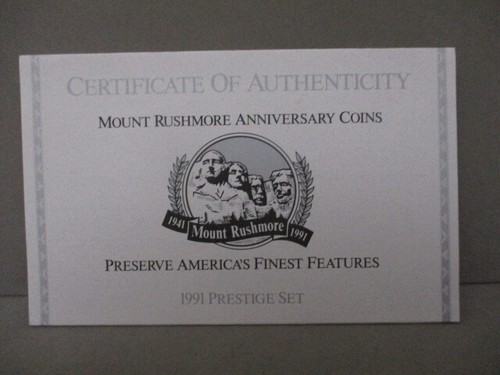 CERTIFICATE OF AUTHENTICITY
MOUNT RUSHMORE ANNIVERSARY COINS
1941 Mount Rushmore 1991
PRESERVE AMERICA'S FINEST FEATURES
1991 PRESTIGE SET